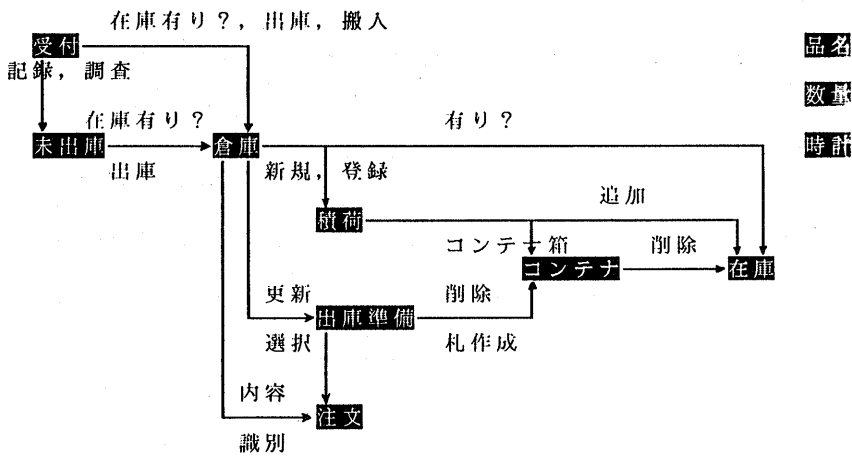 在庫有り？，出庫，搬入
受付
品名
記録，調査
数量
在庫有り？
有り？
未出庫
倉庫
時計
出庫
新規，登録
積荷
追加
コンテナ箱
削除
コンテナ
在庫
更新
削除
出庫準備
選択
札作成
内容
注文
識別